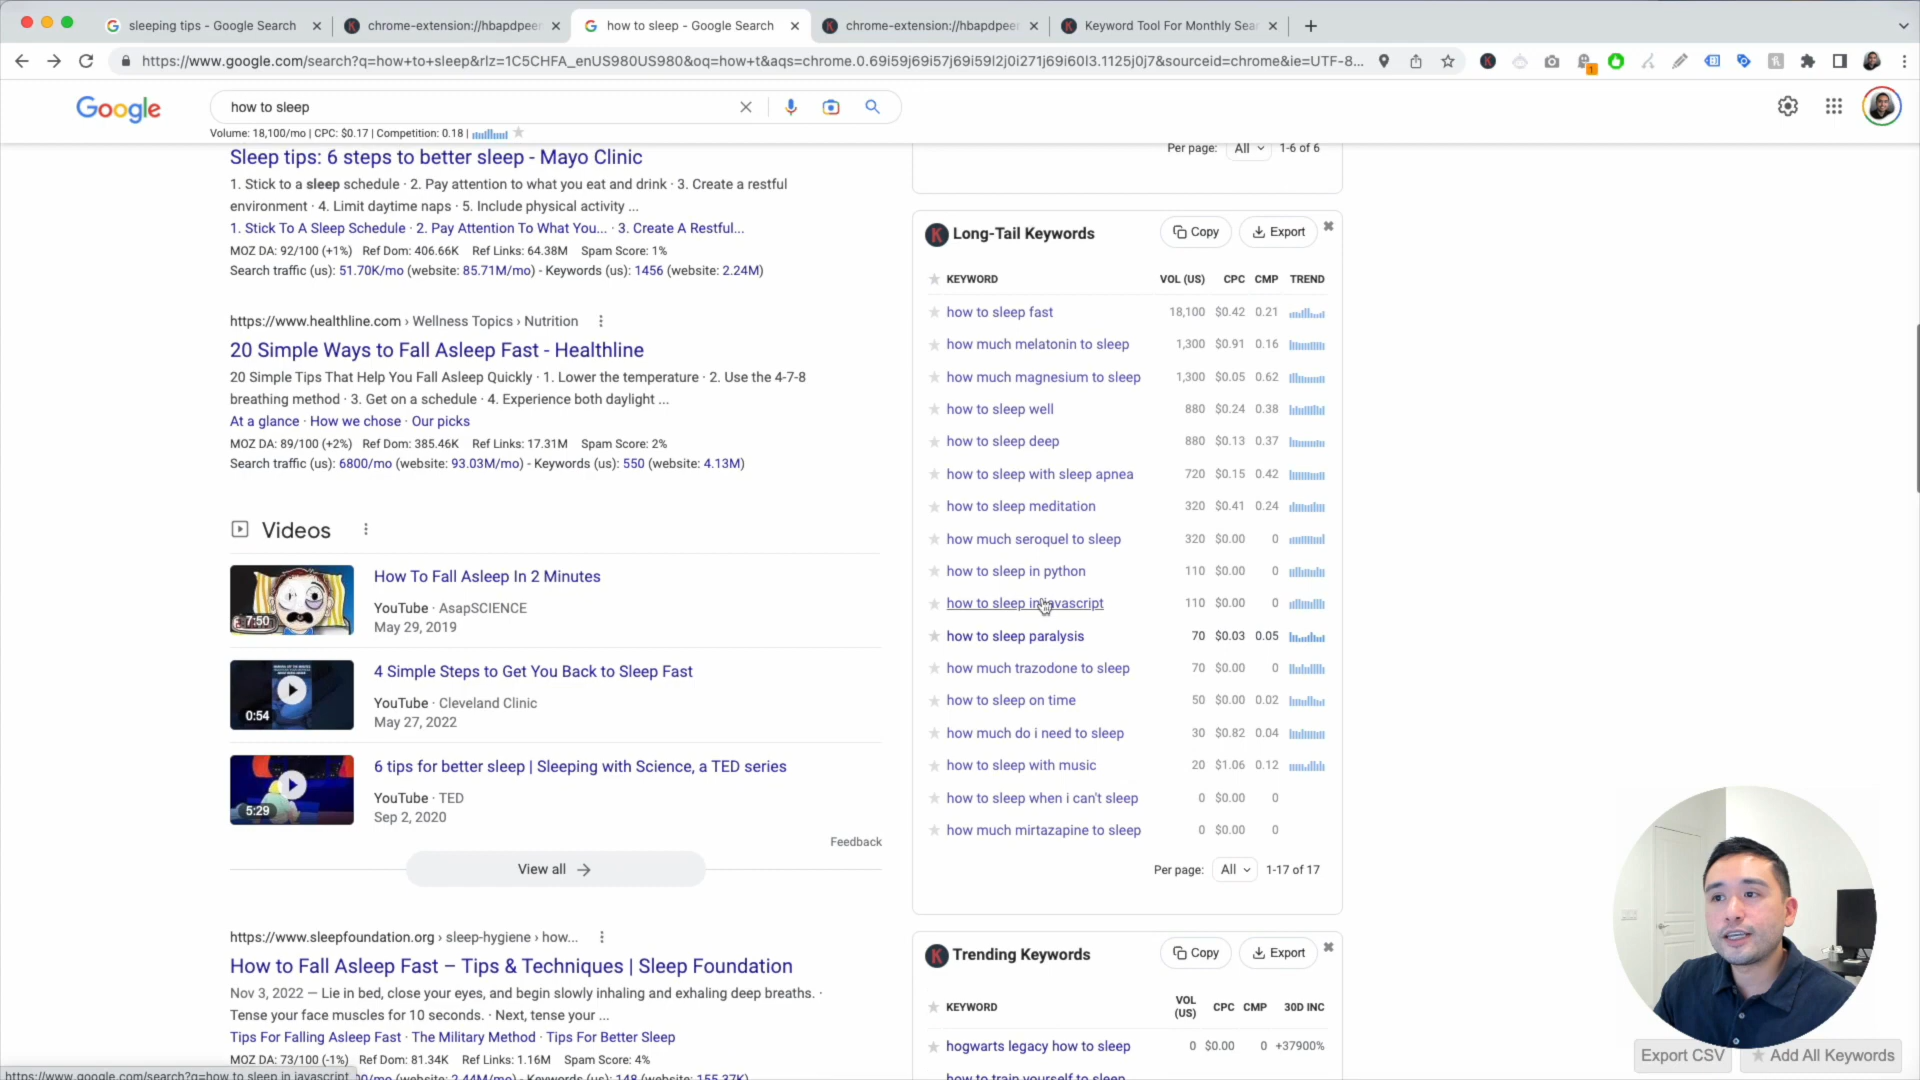 sleeping tips - Google Search
chrome-extension://hbapdpeer
how to sleep - Google Search
chrome-extension://hbapdpeer
Keyword Tool For Monthly Sea
https://www.google.com/search?q=how+to+sleep&rlz=1C5CHFA_enUS980US980&oq=how+t&aqs=chrome.0.69i59j69i57j69i59l2j0i271j69i60l3.1125j0j7&sourceid=chrome&ie=UTF-8...
Google
how to sleep
Volume: 18,100/mo | CPC: $0.17 | Competition: 0.18 |
Sleep tips: 6 steps to better sleep - Mayo Clinic
1. Stick to a sleep schedule · 2. Pay attention to what you eat and drink · 3. Create a restful
environment · 4. Limit daytime naps · 5. Include physical activity ...
1. Stick To A Sleep Schedule · 2. Pay Attention To What You... · 3. Create A Restful...
MOZ DA: 92/100 (+1%) Ref Dom: 406.66K Ref Links: 64.38M Spam Score: 1%
Search traffic (us): 51.70K/mo (website: 85.71M/mo) - Keywords (us): 1456 (website: 2.24M)
https://www.healthline.com › Wellness Topics › Nutrition
20 Simple Ways to Fall Asleep Fast - Healthline
20 Simple Tips That Help You Fall Asleep Quickly · 1. Lower the temperature · 2. Use the 4-7-8
breathing method · 3. Get on a schedule · 4. Experience both daylight ...
At a glance · How we chose · Our picks
MOZ DA: 89/100 (+2%) Ref Dom: 385.46K Ref Links: 17.31M Spam Score: 2%
Search traffic (us): 6800/mo (website: 93.03M/mo) - Keywords (us): 550 (website: 4.13M)
Videos
7:50
How To Fall Asleep In 2 Minutes
YouTube · AsapSCIENCE
May 29, 2019
0:54
4 Simple Steps to Get You Back to Sleep Fast
YouTube · Cleveland Clinic
May 27, 2022
5:29
6 tips for better sleep | Sleeping with Science, a TED series
YouTube · TED
Sep 2, 2020
Feedback
View all
https://www.sleepfoundation.org › sleep-hygiene › how...
How to Fall Asleep Fast – Tips & Techniques | Sleep Foundation
Nov 3, 2022 — Lie in bed, close your eyes, and begin slowly inhaling and exhaling deep breaths. ·
Tense your face muscles for 10 seconds. · Next, tense your ...
Tips For Falling Asleep Fast · The Military Method · Tips For Better Sleep
MOZ DA: 73/100 (-1%) Ref Dom: 81.34K Ref Links: 1.16M Spam Score: 4%
https://www.google.com/search?q=how to sleep in javascript
0/mo (website: 2.44M/mo) - Keywords (us): 148 (website: 155.37K)
Per page: All 1-6 of 6
K Long-Tail Keywords Copy Export
KEYWORD VOL (US) CPC CMP TREND
how to sleep fast 18,100 $0.42 0.21
how much melatonin to sleep 1,300 $0.91 0.16
how much magnesium to sleep 1,300 $0.05 0.62
how to sleep well 880 $0.24 0.38
how to sleep deep 880 $0.13 0.37
how to sleep with sleep apnea 720 $0.15 0.42
how to sleep meditation 320 $0.41 0.24
how much seroquel to sleep 320 $0.00 0
how to sleep in python 110 $0.00 0
how to sleep in javascript 110 $0.00 0
how to sleep paralysis 70 $0.03 0.05
how much trazodone to sleep 70 $0.00 0
how to sleep on time 50 $0.00 0.02
how much do i need to sleep 30 $0.82 0.04
how to sleep with music 20 $1.06 0.12
how to sleep when i can't sleep 0 $0.00 0
how much mirtazapine to sleep 0 $0.00 0
Per page: All 1-17 of 17
K Trending Keywords Copy Export
KEYWORD VOL (US) CPC CMP 30D INC
hogwarts legacy how to sleep 0 $0.00 0 +37900%
how to train yourself to sleep
Export CSV
Add All Keywords